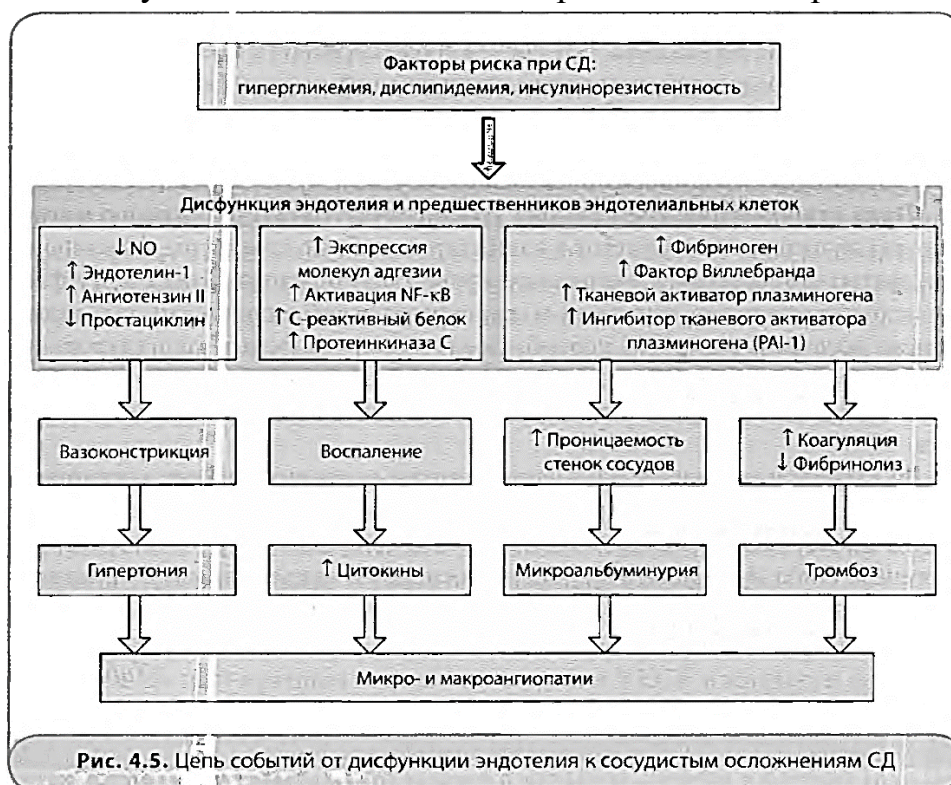 Факторы риска при СД:
гипергликемия, дислипидемия, инсулинорезистентность
Дисфункция эндотелия и предшественников эндотелиальных клеток
↓ NO
↑ Эндотелин-1
↑ Ангиотензин II
↓ Простациклин
↑ Экспрессия
молекул адгезии
↑ Активация NF-κB
↑ С-реактивный белок
↑ Протеинкиназа С
↑ Фибриноген
↑ Фактор Виллебранда
↑ Тканевой активатор плазминогена
↑ Ингибитор тканевого активатора
плазминогена (PAI-1)
Вазоконстрикция
Воспаление
↑ Проницаемость
стенок сосудов
↑ Коагуляция
↓ Фибринолиз
Гипертония
↑ Цитокины
Микроальбуминурия
Тромбоз
Микро- и макроангиопатии
Рис. 4.5. Цепь событий от дисфункции эндотелия к сосудистым осложнениям СД